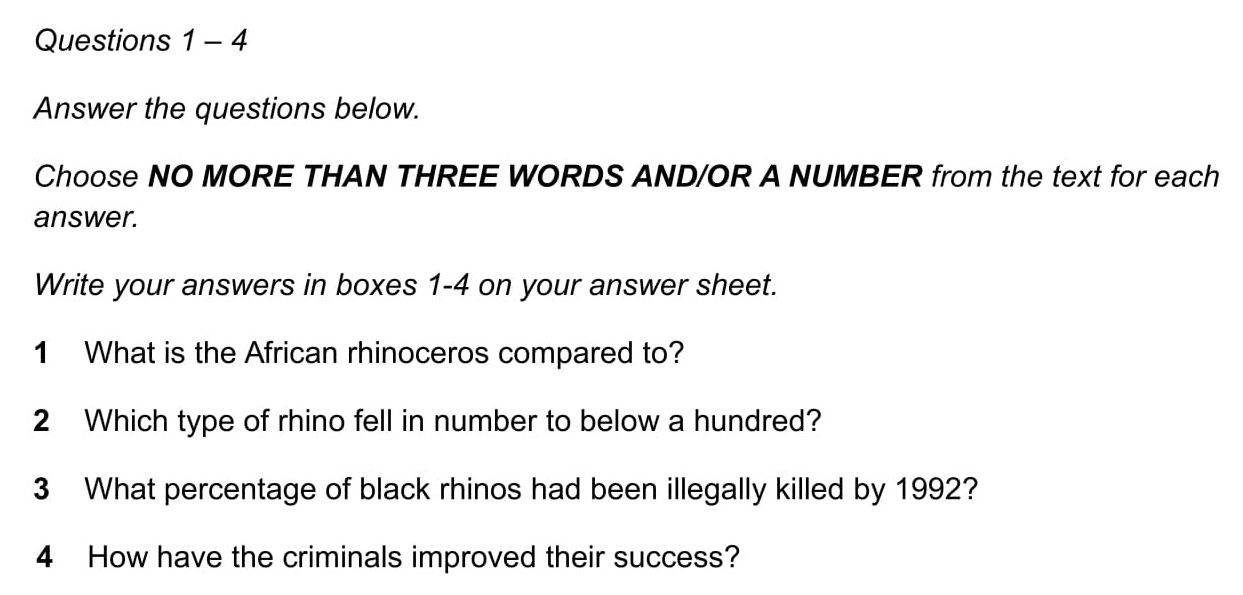 Questions 1 – 4
Answer the questions below.
Choose NO MORE THAN THREE WORDS AND/OR A NUMBER from the text for each
answer.
Write your answers in boxes 1-4 on your answer sheet.
1 What is the African rhinoceros compared to?
2 Which type of rhino fell in number to below a hundred?
3 What percentage of black rhinos had been illegally killed by 1992?
4 How have the criminals improved their success?